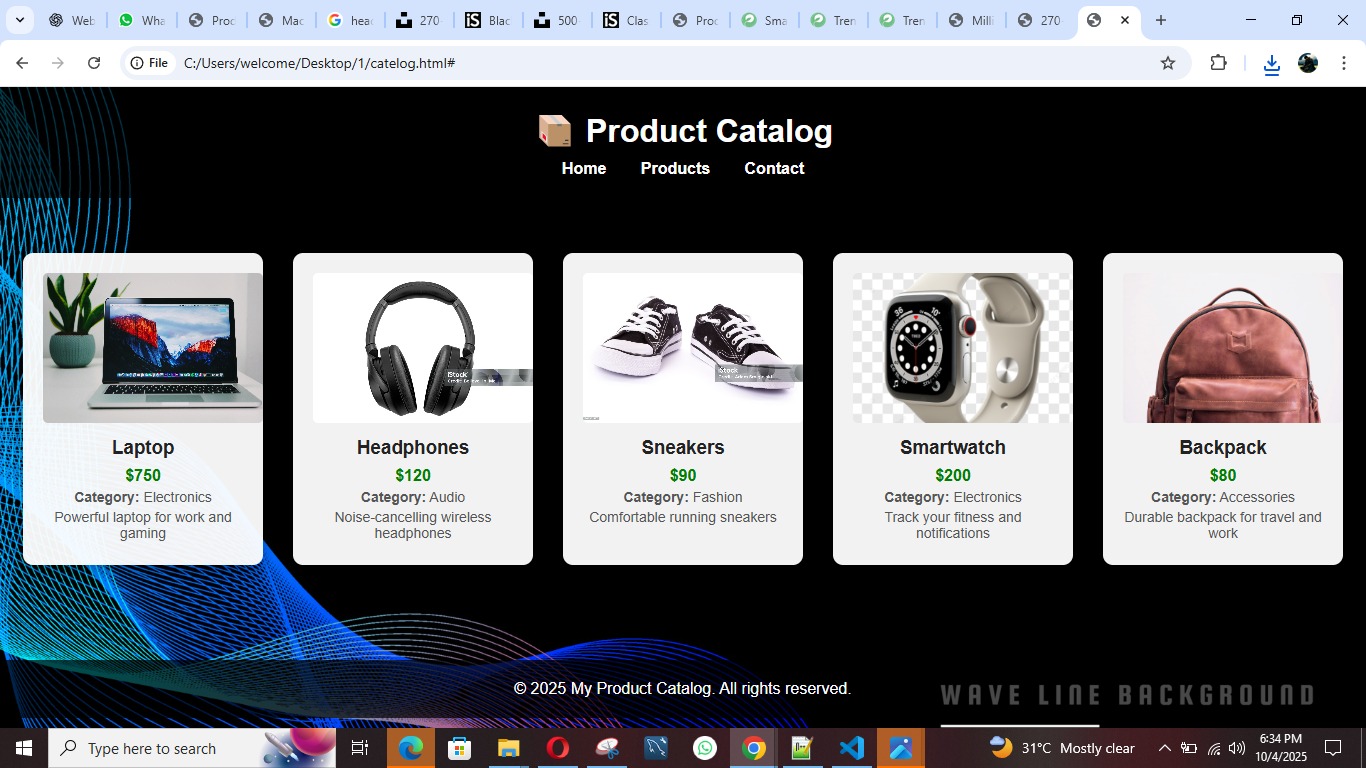 Web
Wha
Proc
Mac
head
270-
Blac
500
Clas
Proc
Sma
Tren
Tren
Milli
270
File
C:/Users/welcome/Desktop/1/catelog.html#
Product Catalog
Home Products Contact
iStock
iStock
Laptop
$750
Category: Electronics
Powerful laptop for work and
gaming
Headphones
$120
Category: Audio
Noise-cancelling wireless
headphones
Sneakers
$90
Category: Fashion
Comfortable running sneakers
Smartwatch
$200
Category: Electronics
Track your fitness and
notifications
Backpack
$80
Category: Accessories
Durable backpack for travel and
work
© 2025 My Product Catalog. All rights reserved.
WAVE LINE BACKGROUND
Type here to search
31°C Mostly clear
6:34 PM
10/4/2025